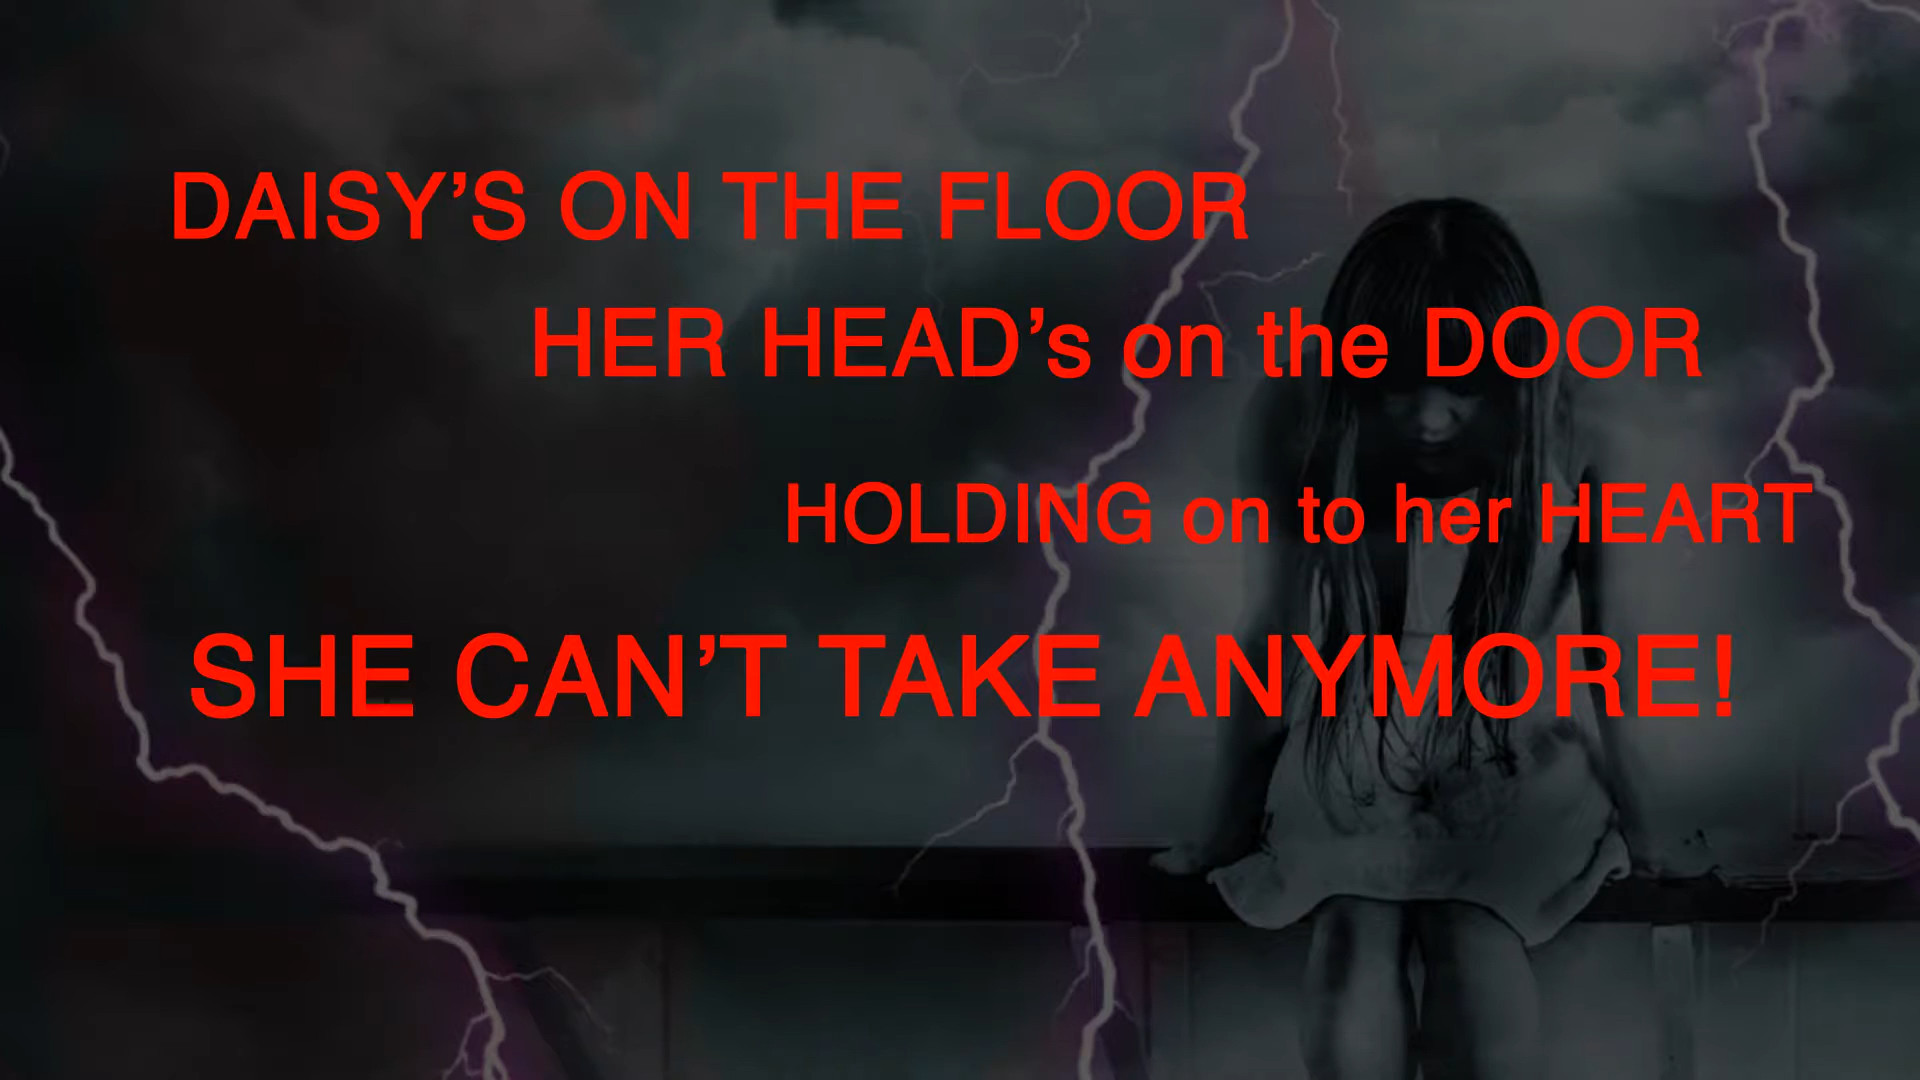 DAISY'S ON THE FLOOR
HER HEAD's on the DOOR
HOLDING on to her HEART
SHE CAN'T TAKE ANYMORE!